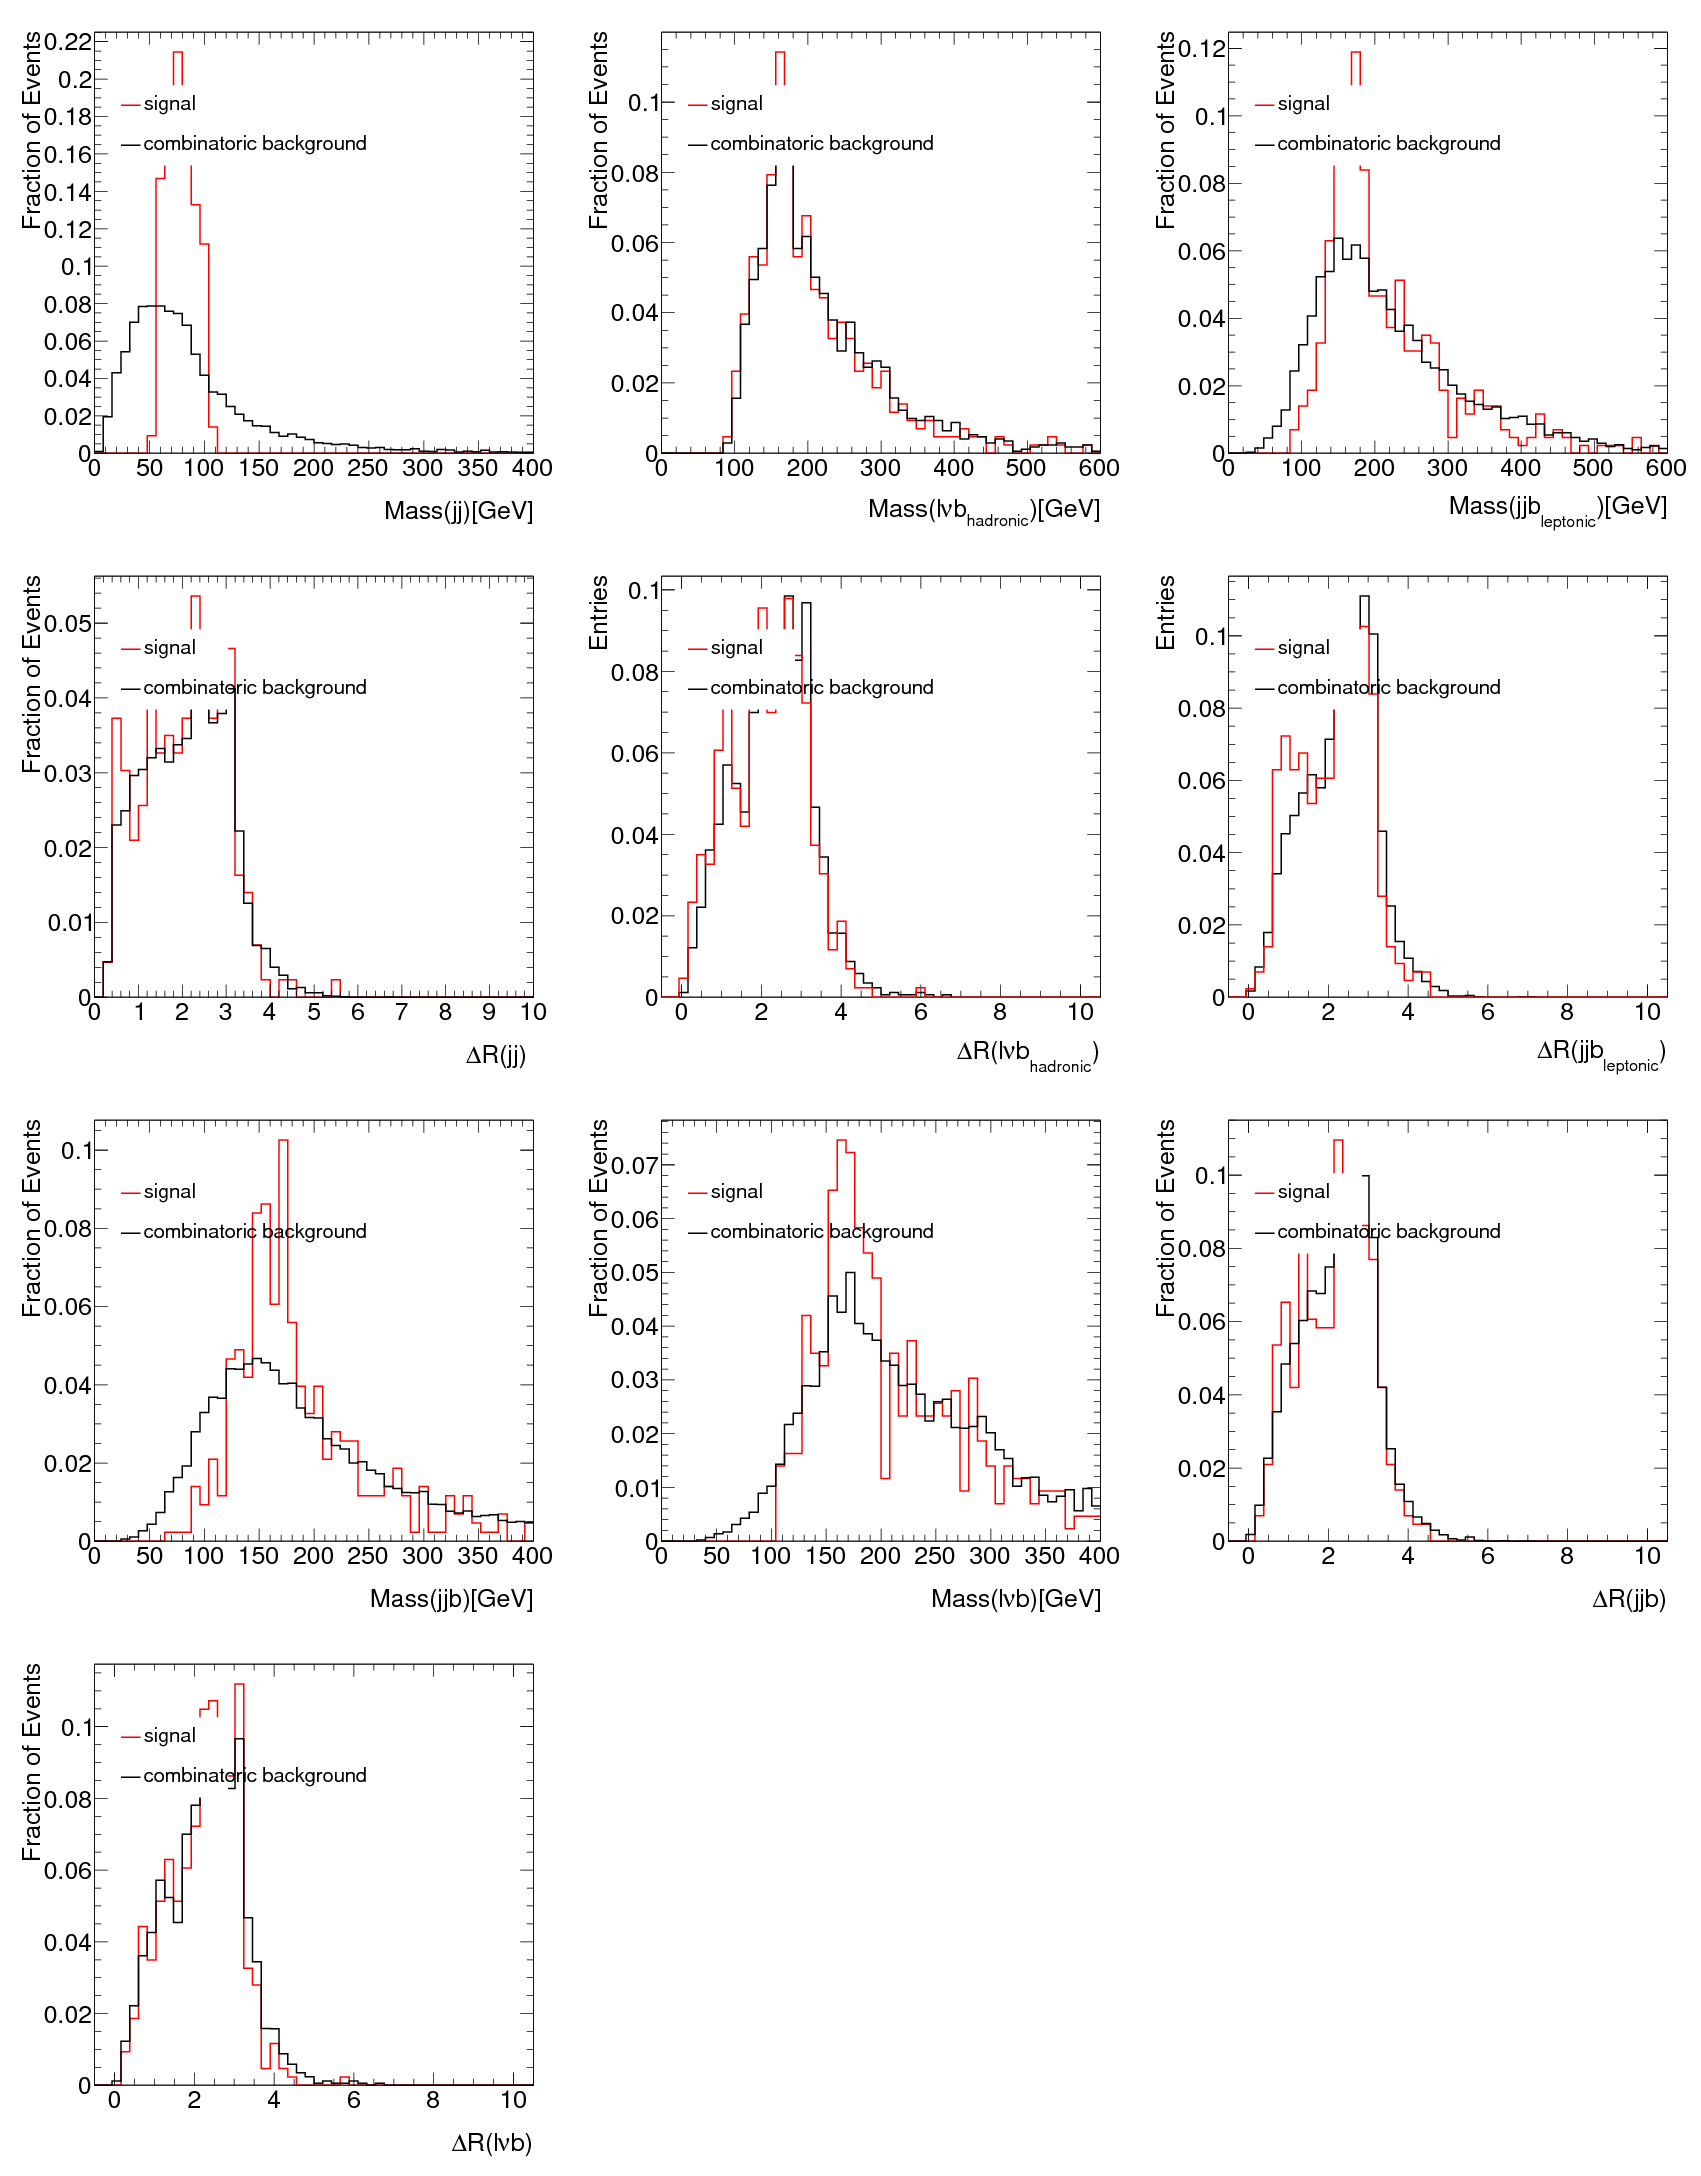 Fraction of Events
0.22
0.2
0.18
0.16
0.14
0.12
0.1
0.08
0.06
0.04
0.02
0
signal
combinatoric background
0 50 100 150 200 250 300 350 400
Mass(jj)[GeV]
Fraction of Events
0.1
0.08
0.06
0.04
0.02
0
signal
combinatoric background
0 100 200 300 400 500 600
Mass(lνb hadronic)[GeV]
Fraction of Events
0.12
0.1
0.08
0.06
0.04
0.02
0
signal
combinatoric background
0 100 200 300 400 500 600
Mass(jjb leptonic)[GeV]
Fraction of Events
0.05
0.04
0.03
0.02
0.01
0
signal
combinatoric background
1 2 3 4 5 6 7 8 9 10
ΔR(jj)
Entries
0.1
0.08
0.06
0.04
0.02
0
signal
combinatoric background
0 2 4 6 8 10
ΔR(lνb hadronic)
Entries
0.1
0.08
0.06
0.04
0.02
0
signal
combinatoric background
0 2 4 6 8 10
ΔR(jjb leptonic)
Fraction of Events
0.1
0.08
0.06
0.04
0.02
0
signal
combinatoric background
0 50 100 150 200 250 300 350 400
Mass(jjb)[GeV]
Fraction of Events
0.07
0.06
0.05
0.04
0.03
0.02
0.01
0
signal
combinatoric background
0 50 100 150 200 250 300 350 400
Mass(lνb)[GeV]
Fraction of Events
0.1
0.08
0.06
0.04
0.02
0
signal
combinatoric background
0 2 4 6 8 10
ΔR(jjb)
Fraction of Events
0.1
0.08
0.06
0.04
0.02
0
signal
combinatoric background
0 2 4 6 8 10
ΔR(lνb)